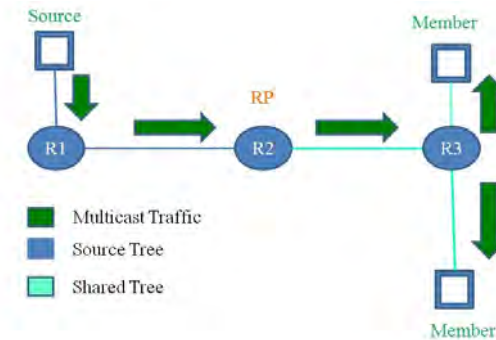 Source
Member
RP
R1
R2
R3
Multicast Traffic
Source Tree
Shared Tree
Member